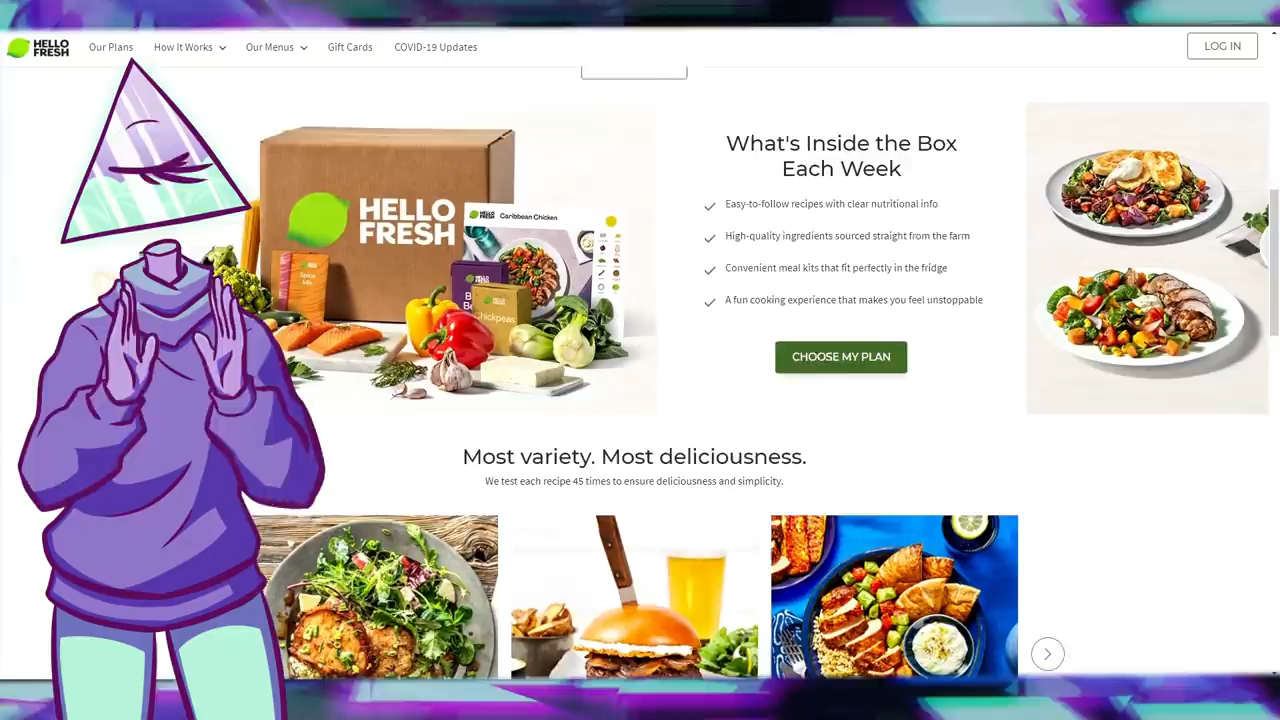 HELLO
FRESH
Our Plans
How It Works
Our Menus
Gift Cards
COVID-19 Updates
LOG IN
HELLO
FRESH
Caribbean Chicken
Spice
Mix
Chickpeas
What's Inside the Box
Each Week
Easy-to-follow recipes with clear nutritional info
High-quality ingredients sourced straight from the farm
Convenient meal kits that fit perfectly in the fridge
A fun cooking experience that makes you feel unstoppable
CHOOSE MY PLAN
Most variety. Most deliciousness.
We test each recipe 45 times to ensure deliciousness and simplicity.